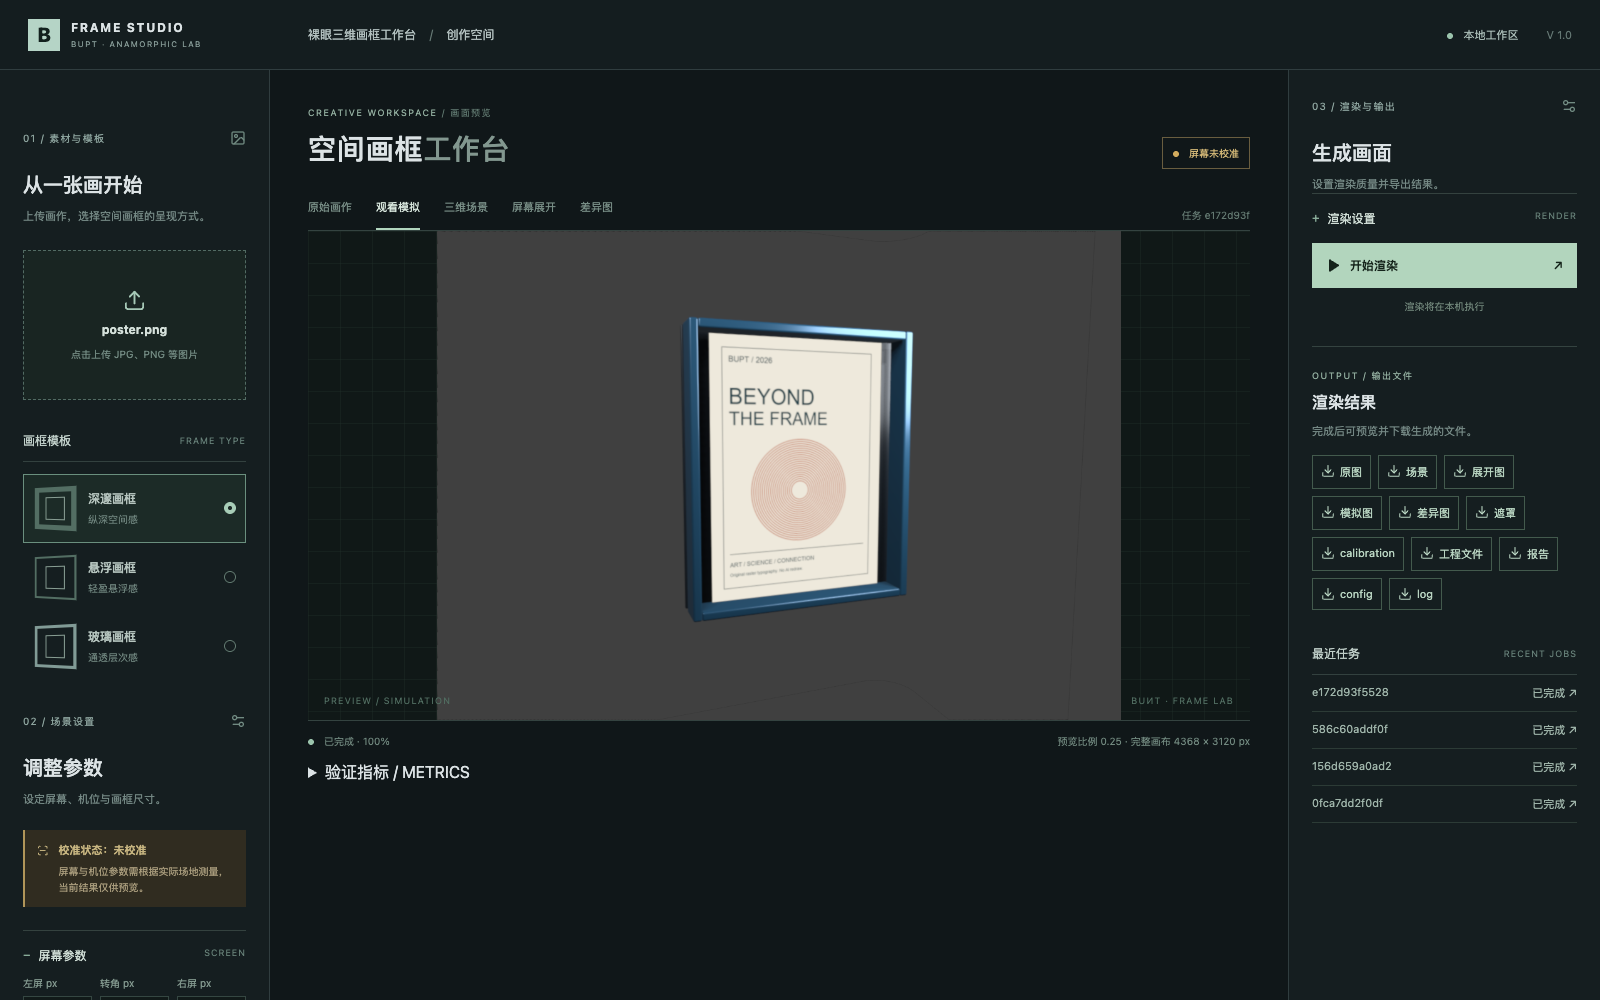 B
FRAME STUDIO
BUPT · ANAMORPHIC LAB
裸眼三维画框工作台 / 创作空间
本地工作区
V 1.0
01 / 素材与模板
从一张画开始
上传画作，选择空间画框的呈现方式。
poster.png
点击上传 JPG、PNG 等图片
画框模板
FRAME TYPE
深邃画框
纵深空间感
悬浮画框
轻盈悬浮感
玻璃画框
通透层次感
02 / 场景设置
调整参数
设定屏幕、机位与画框尺寸。
校准状态：未校准
屏幕与机位参数需根据实际场地测量，
当前结果仅供预览。
− 屏幕参数
SCREEN
左屏 px
转角 px
右屏 px
CREATIVE WORKSPACE / 画面预览
空间画框工作台
屏幕未校准
原始画作
观看模拟
三维场景
屏幕展开
差异图
任务 e172d93f
BUPT / 2026
BEYOND
THE FRAME
ART / SCIENCE / CONNECTION
PREVIEW / SIMULATION
BUPT · FRAME LAB
已完成 · 100%
预览比例 0.25 · 完整画布 4368 × 3120 px
验证指标 / METRICS
03 / 渲染与输出
生成画面
设置渲染质量并导出结果。
+ 渲染设置
RENDER
开始渲染
渲染将在本机执行
OUTPUT / 输出文件
渲染结果
完成后可预览并下载生成的文件。
原图
场景
展开图
模拟图
差异图
遮罩
calibration
工程文件
报告
config
log
最近任务
RECENT JOBS
e172d93f5528
已完成
586c60addf0f
已完成
156d659a0ad2
已完成
0fca7dd2f0df
已完成